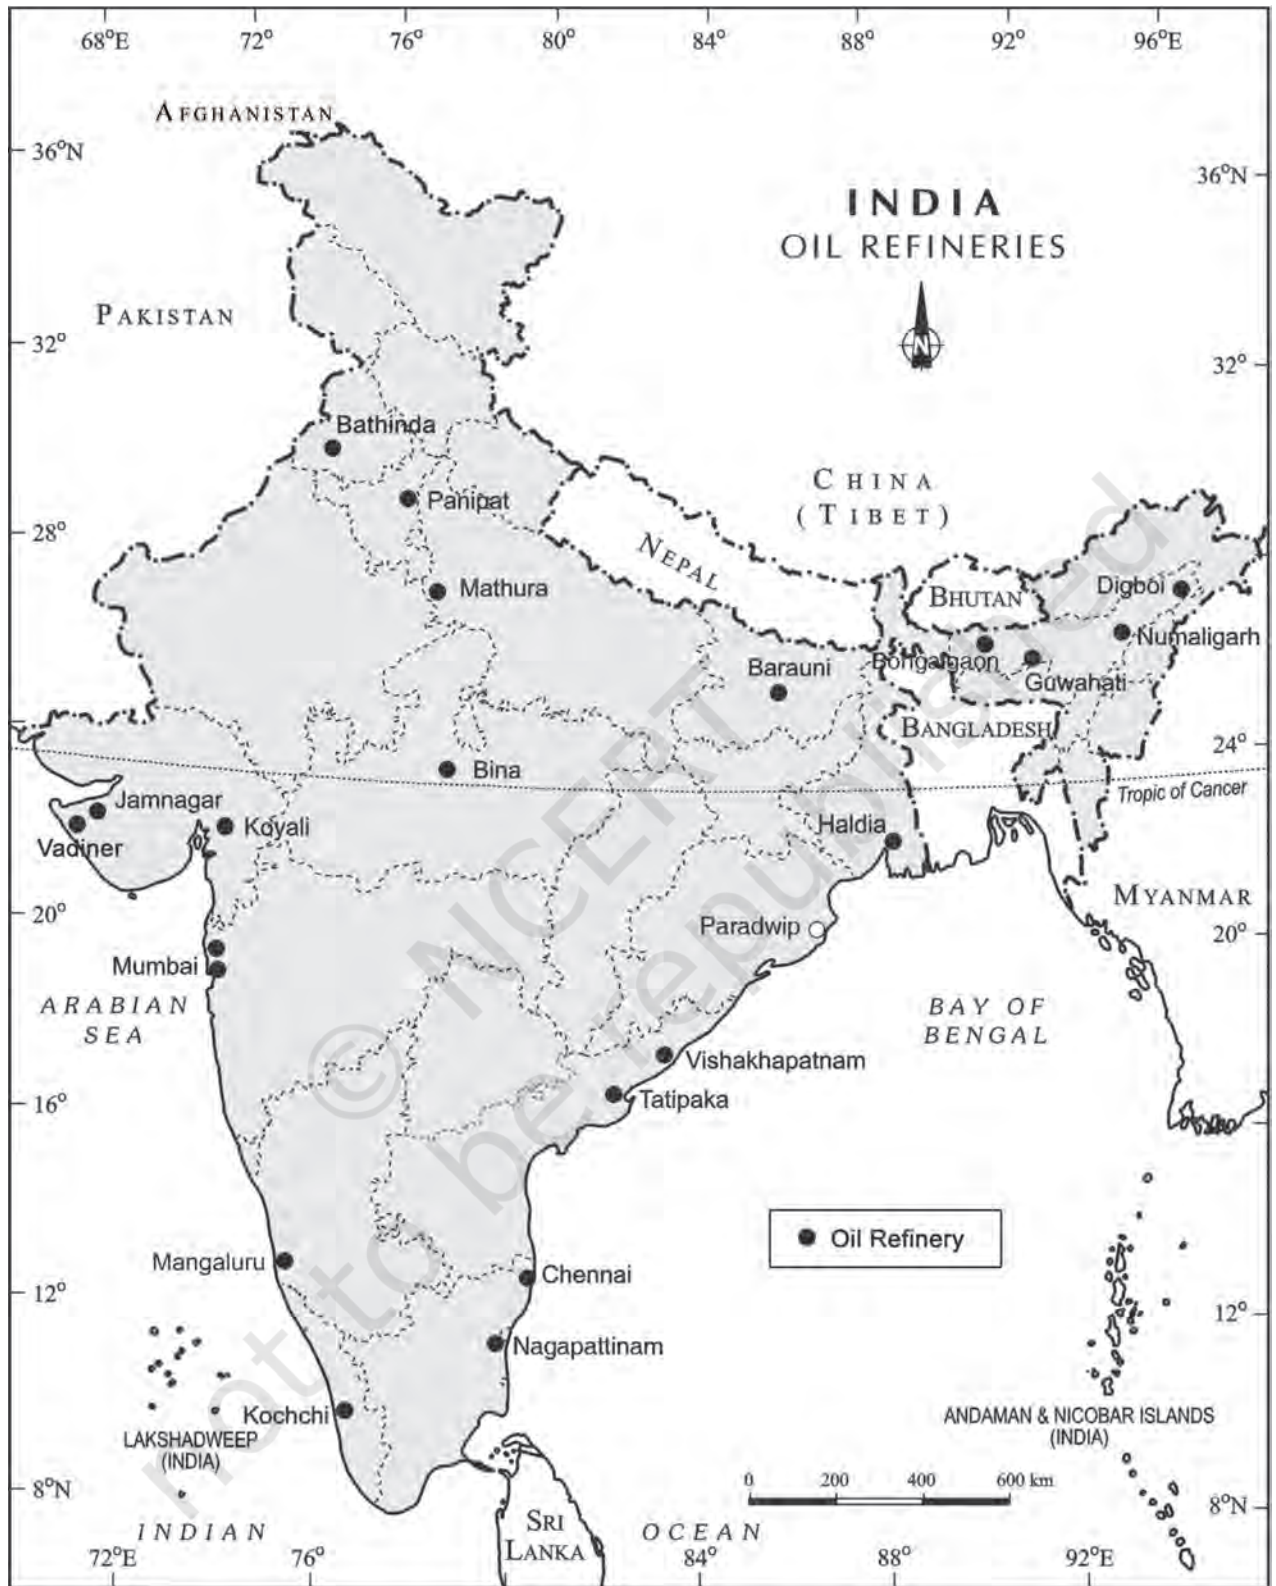 68°E 72° 76° 80° 84° 88° 92° 96°E
AFGHANISTAN
36°N
36°N
INDIA
OIL REFINERIES
PAKISTAN
N
32°
32°
Bathinda
CHINA
(TIBET)
Panipat
28°
28°
NEPAL
Mathura
BHUTAN
Digboi
Numaligarh
Barauni
Bongaigaon
Guwahati
BANGLADESH
24°
Bina
Tropic of Cancer
Jamnagar
Koyali
Vadiner
Haldia
MYANMAR
20°
Paradwip
20°
Mumbai
ARABIAN
SEA
BAY OF
BENGAL
Vishakhapatnam
Tatipaka
16°
Oil Refinery
Mangaluru
Chennai
12°
12°
Nagapattinam
Kochchi
LAKSHADWEEP
(INDIA)
ANDAMAN & NICOBAR ISLANDS
(INDIA)
0 200 400 600 km
8°N
8°N
SRI
LANKA
INDIAN OCEAN
72°E 76° 84° 88° 92°E
© NCERT
not to be republished